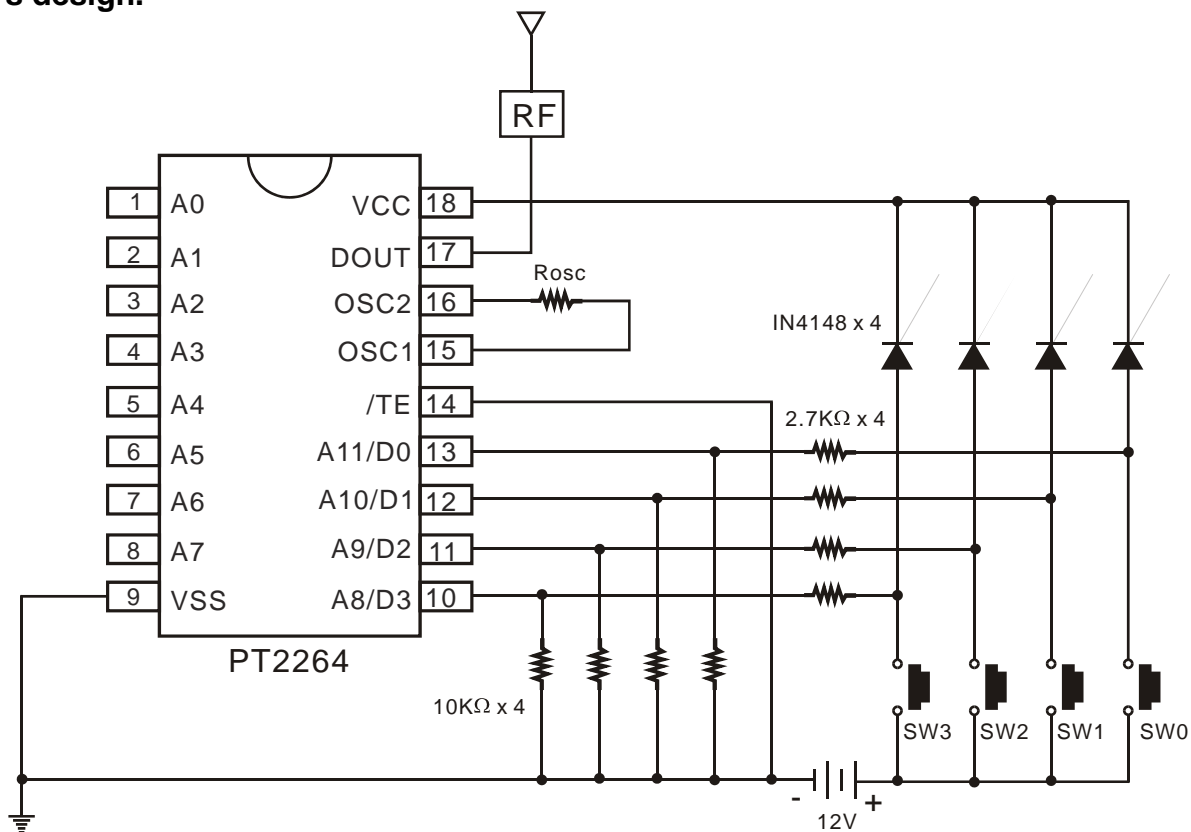 s design.
RF
1 A0 VCC 18
2 A1 DOUT 17
Rosc
3 A2 OSC2 16
4 A3 OSC1 15
IN4148 x 4
5 A4 /TE 14
2.7KΩ x 4
6 A5 A11/D0 13
7 A6 A10/D1 12
8 A7 A9/D2 11
9 VSS A8/D3 10
PT2264
10KΩ x 4
SW3 SW2 SW1 SW0
- +
12V